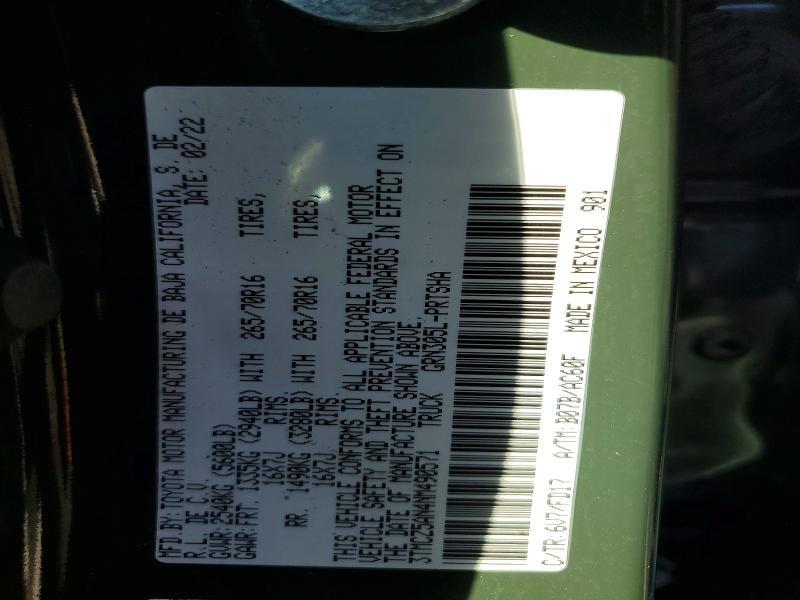 MFD.BY:TOYOTA MOTOR MANUFACTURING DE BAJA CALIFORNIA, S. DE
R.L. DE C.V. DATE: 02/22
GVWR:2540KG (5600LB)
GAWR:FRT 1335KG (2940LB) WITH 265/70R16 TIRES,
16X7J RIMS,
RR. 1490KG (3280LB) WITH 265/70R16 TIRES,
16X7J RIMS.
THIS VEHICLE CONFORMS TO ALL APPLICABLE FEDERAL MOTOR
VEHICLE SAFETY AND THEFT PREVENTION STANDARDS IN EFFECT ON
THE DATE OF MANUFACTURE SHOWN ABOVE.
3TMCZ5AN4NM490571 TRUCK GRN305L-PRTSHA
C/TR:6V7/FD17 A/TM:B07B/AC60F MADE IN MEXICO 901